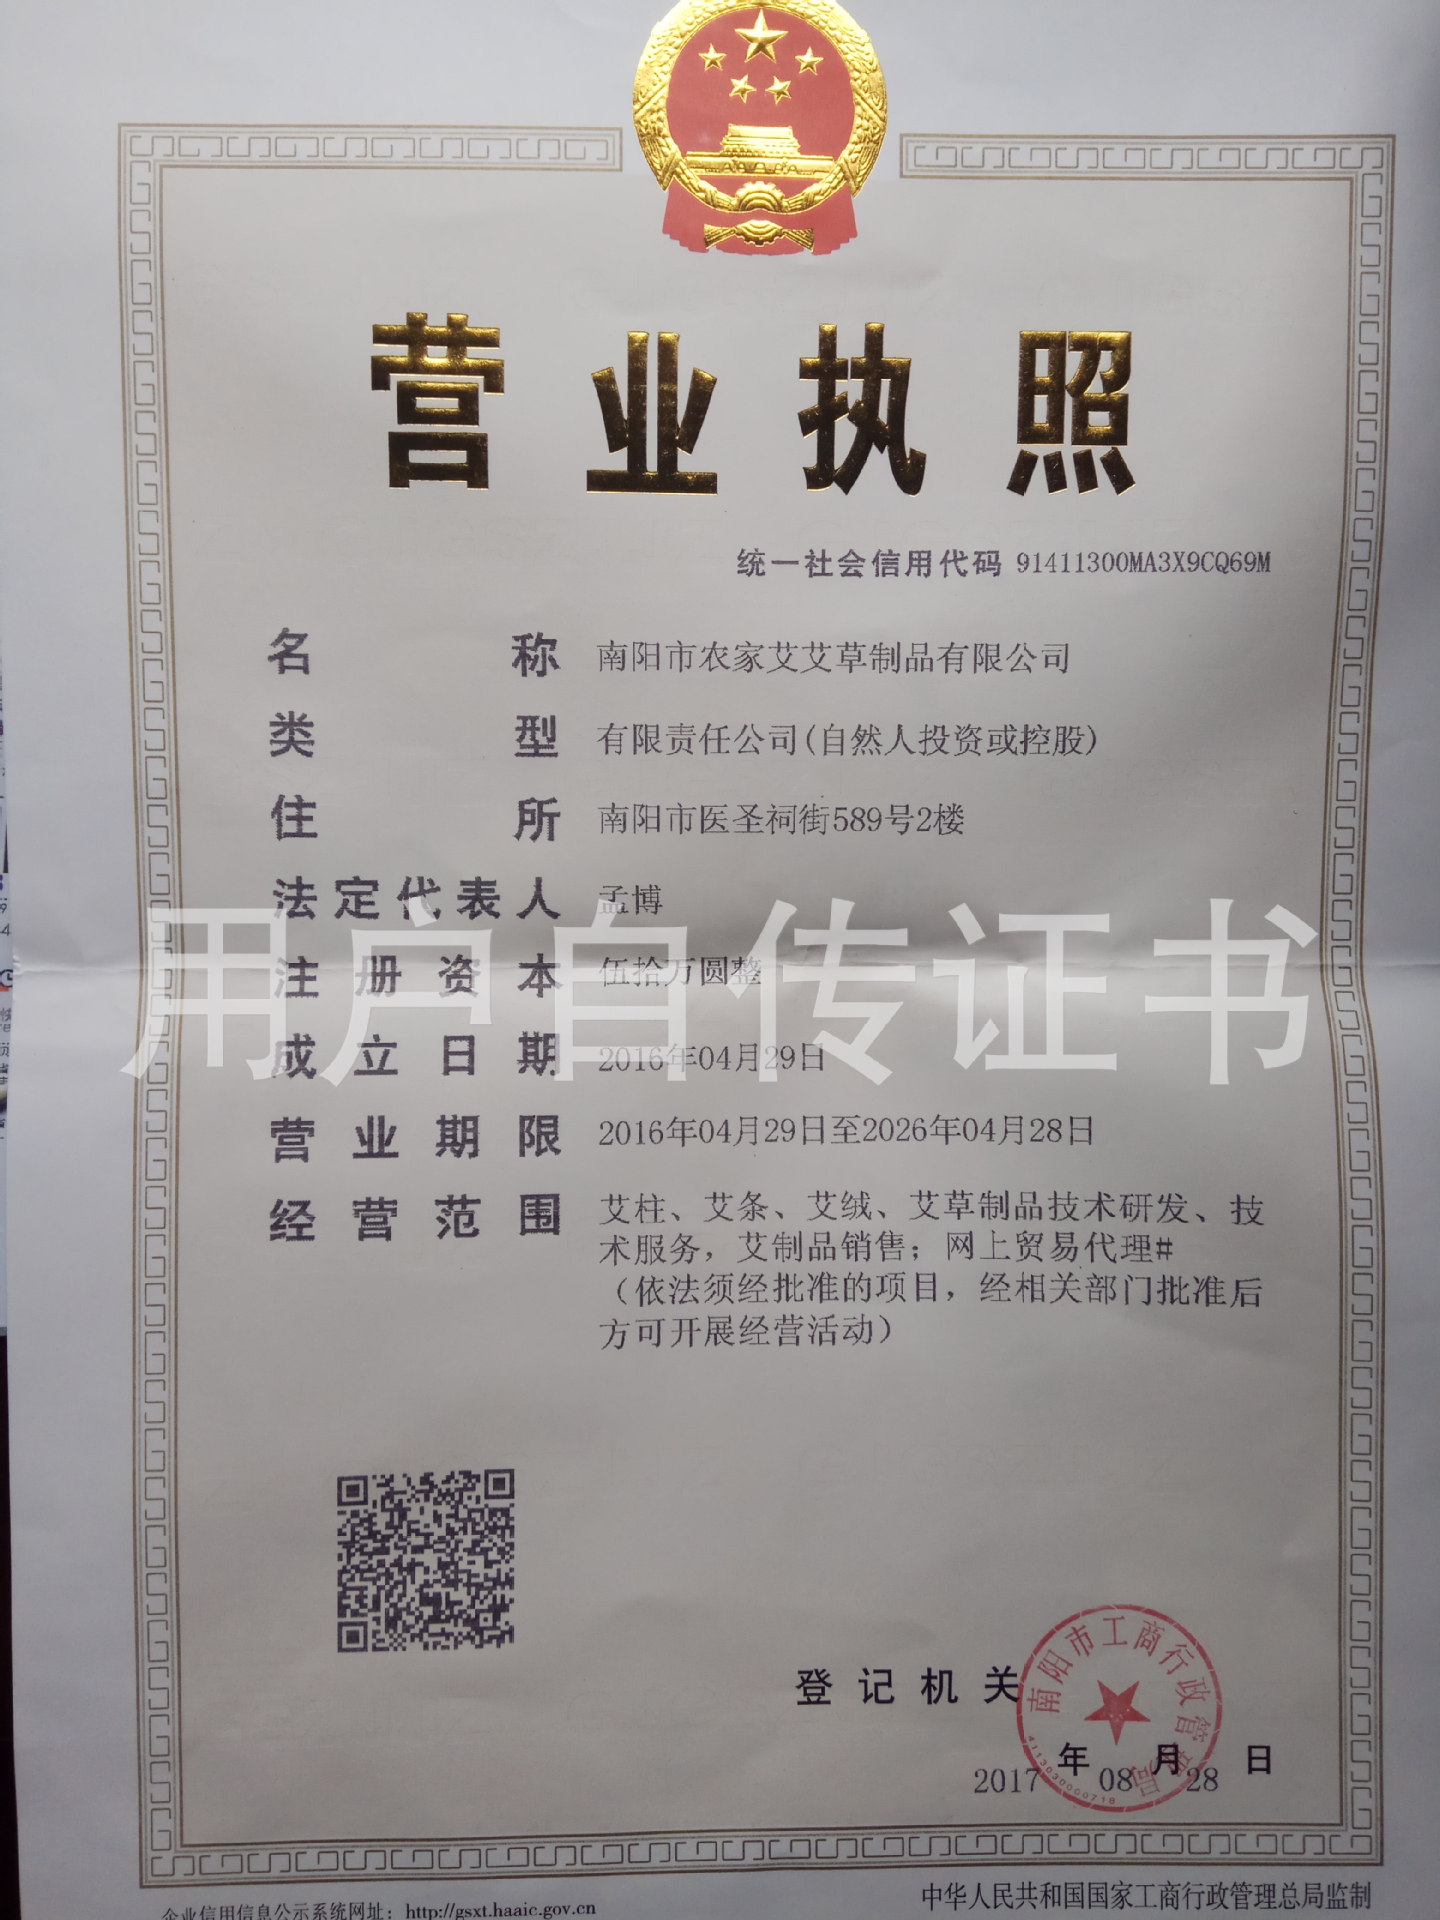 营业执照
统一社会信用代码 91411300MA3X9CQ69M
名称 南阳市农家艾艾草制品有限公司
类型 有限责任公司(自然人投资或控股)
住所 南阳市医圣祠街589号2楼
法定代表人 孟博
注册资本 伍拾万圆整
成立日期 2016年04月29日
营业期限 2016年04月29日至2026年04月28日
经营范围 艾柱、艾条、艾绒、艾草制品技术研发、技
术服务，艾制品销售；网上贸易代理#
（依法须经批准的项目，经相关部门批准后
方可开展经营活动）
用户自传证书
登记机关
南阳市工商行政管理局
4113030000718
2017年08月28日
企业信用信息公示系统网址：http://gsxt.haaic.gov.cn
中华人民共和国国家工商行政管理总局监制